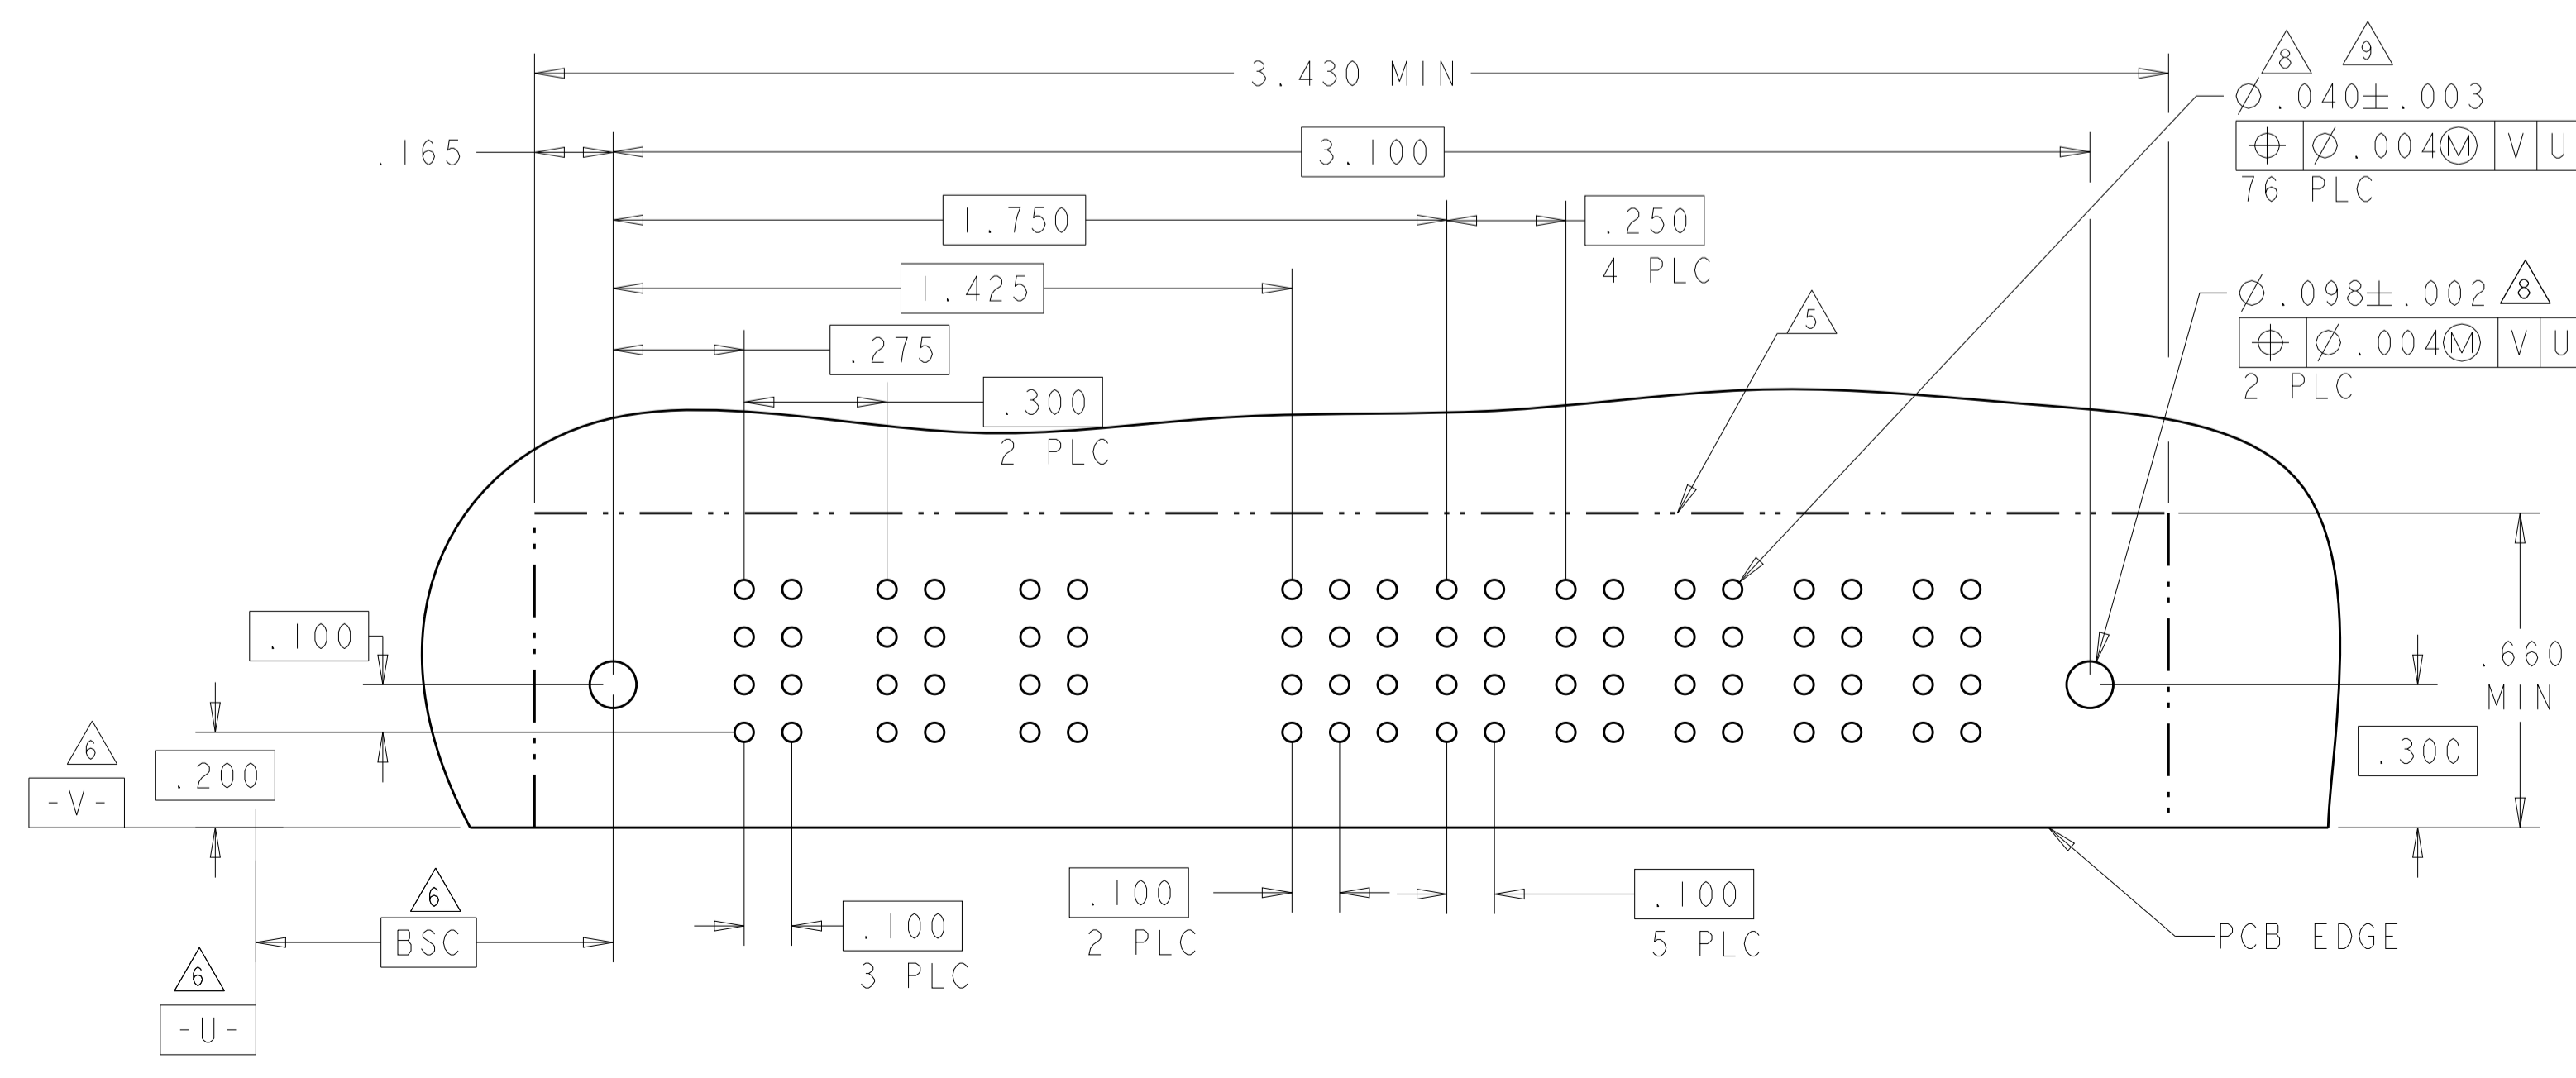 3.430 MIN
8
9
⌀.040±.003
⌖ ⌀.004Ⓜ V U
76 PLC
.165
3.100
1.750
.250
4 PLC
1.425
⌀.098±.002 8
⌖ ⌀.004Ⓜ V U
2 PLC
5
.275
.300
2 PLC
.100
.660
MIN
6
-V-
.200
.300
6
BSC
.100
3 PLC
.100
2 PLC
.100
5 PLC
PCB EDGE
6
-U-